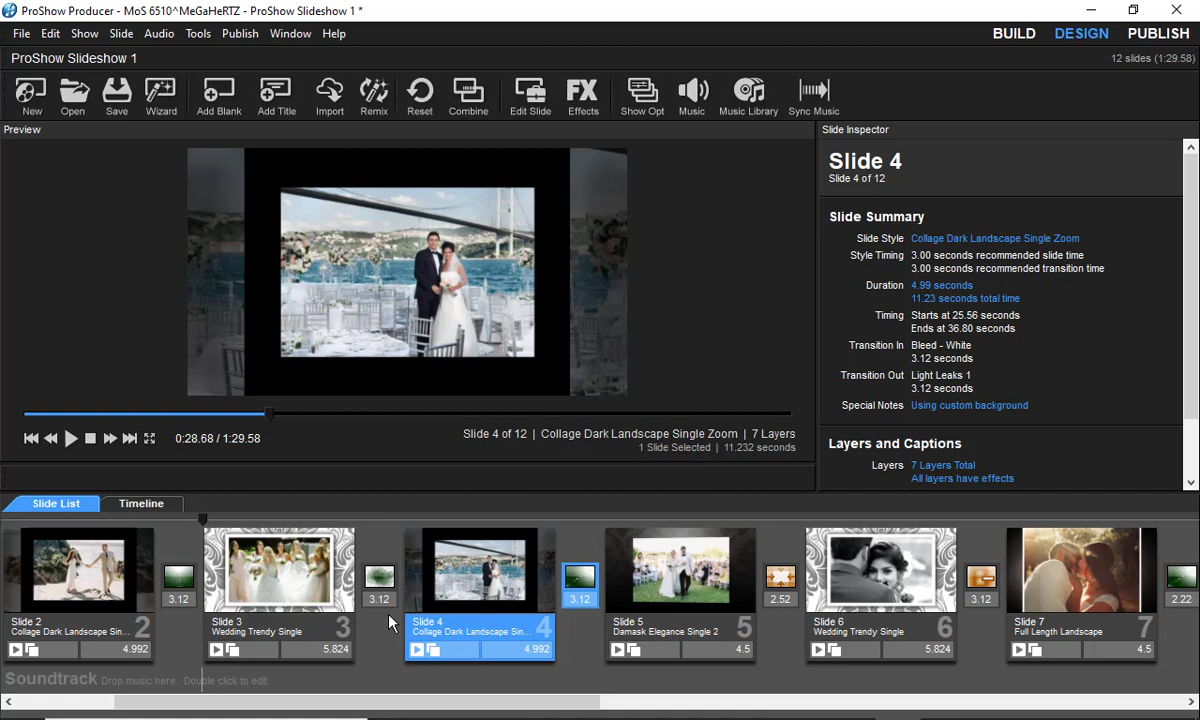 ProShow Producer - MoS 6510^MeGaHeRTZ - ProShow Slideshow 1 *
File Edit Show Slide Audio Tools Publish Window Help
BUILD DESIGN PUBLISH
ProShow Slideshow 1
12 slides (1:29.58)
New Open Save Wizard Add Blank Add Title Import Remix Reset Combine Edit Slide FX Effects Show Opt Music Music Library Sync Music
Preview
Slide Inspector
Slide 4
Slide 4 of 12
Slide Summary
Slide Style Collage Dark Landscape Single Zoom
Style Timing 3.00 seconds recommended slide time
3.00 seconds recommended transition time
Duration 4.99 seconds
11.23 seconds total time
Timing Starts at 25.56 seconds
Ends at 36.80 seconds
Transition In Bleed - White
3.12 seconds
Transition Out Light Leaks 1
3.12 seconds
Special Notes Using custom background
Layers and Captions
Layers 7 Layers Total
All layers have effects
0:28.68 / 1:29.58
Slide 4 of 12 | Collage Dark Landscape Single Zoom | 7 Layers
1 Slide Selected | 11.232 seconds
Slide List Timeline
3.12 3.12 3.12 2.52 3.12 2.22
Slide 2
Collage Dark Landscape Sin... 2
4.992
Slide 3
Wedding Trendy Single 3
5.824
Slide 4
Collage Dark Landscape Sin... 4
4.992
Slide 5
Damask Elegance Single 2 5
4.5
Slide 6
Wedding Trendy Single 6
5.824
Slide 7
Full Length Landscape 7
4.5
Soundtrack Drop music here. Double click to edit.